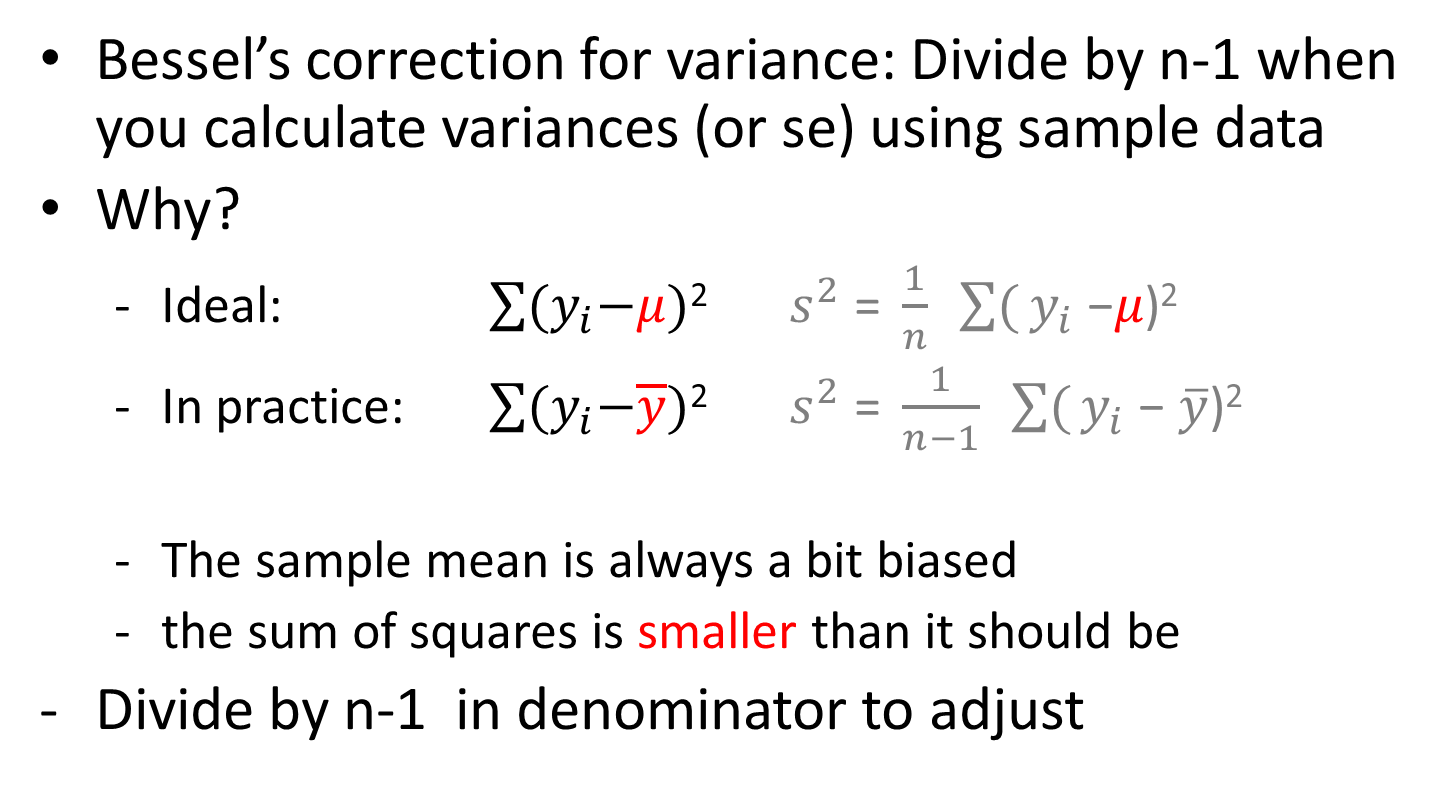 • Bessel’s correction for variance: Divide by n-1 when
you calculate variances (or se) using sample data
• Why?
- Ideal: ∑(yᵢ−μ)² s² = 1/n ∑( yᵢ –μ)²
- In practice: ∑(yᵢ−y̅)² s² = 1/(n−1) ∑( yᵢ – y̅)²
- The sample mean is always a bit biased
- the sum of squares is smaller than it should be
- Divide by n-1 in denominator to adjust